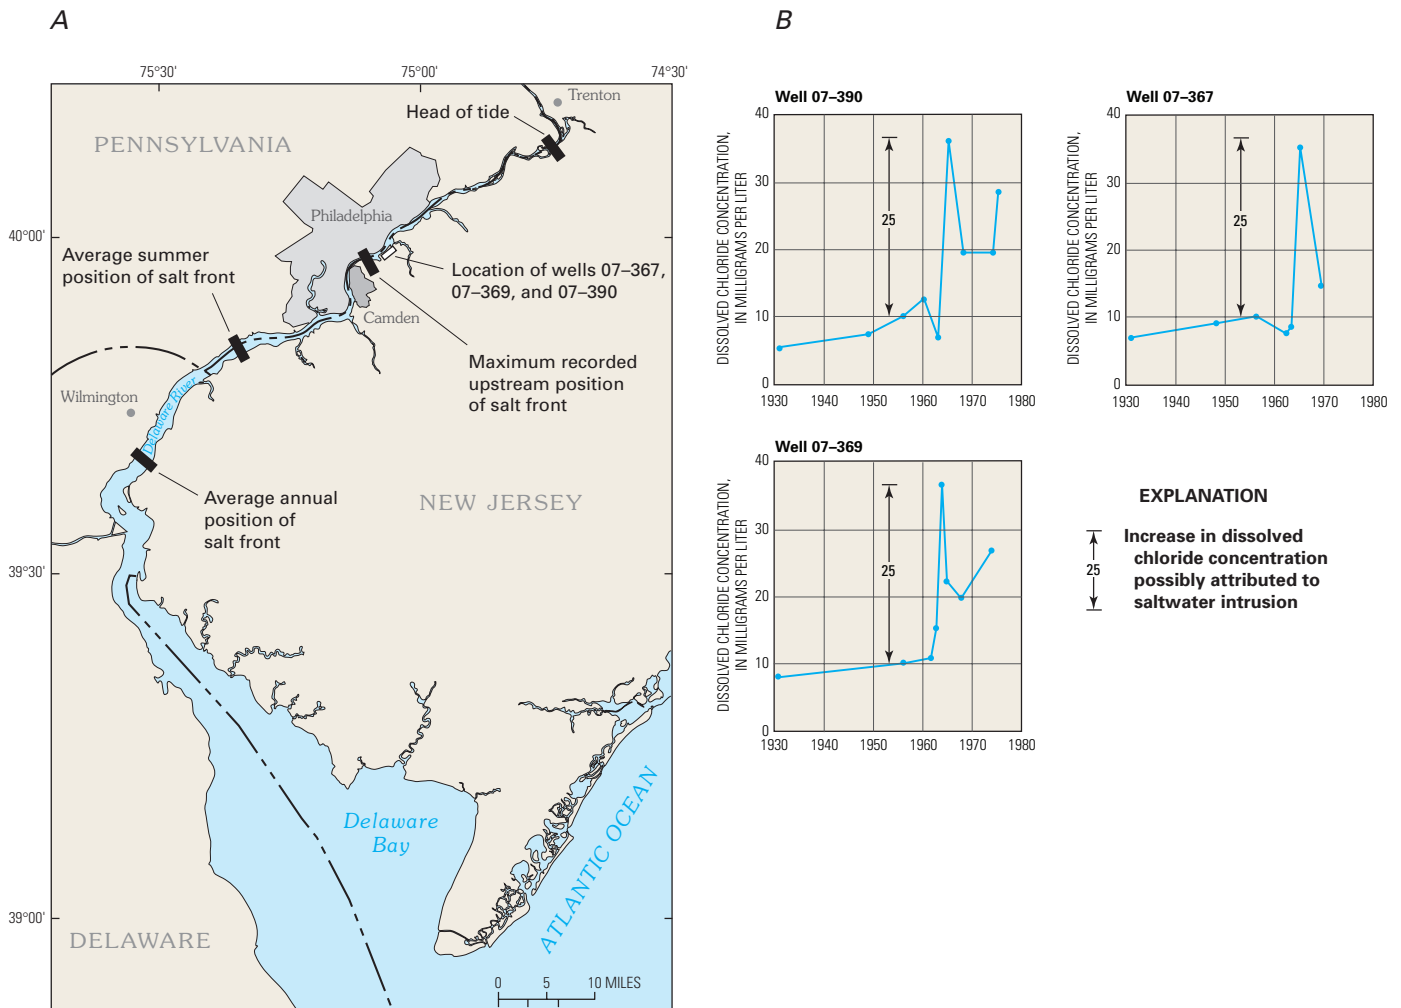 A
75°30'
75°00'
74°30'
Trenton
Head of tide
PENNSYLVANIA
Philadelphia
40°00'
Average summer
position of salt front
Location of wells 07–367,
07–369, and 07–390
Camden
Maximum recorded
upstream position
of salt front
Wilmington
Delaware River
Average annual
position of
salt front
NEW JERSEY
39°30'
Delaware
Bay
ATLANTIC OCEAN
39°00'
DELAWARE
0 5 10 MILES
B
Well 07–390
DISSOLVED CHLORIDE CONCENTRATION,
IN MILLIGRAMS PER LITER
40
30
20
10
0
25
1930 1940 1950 1960 1970 1980
Well 07–367
DISSOLVED CHLORIDE CONCENTRATION,
IN MILLIGRAMS PER LITER
40
30
20
10
0
25
1930 1940 1950 1960 1970 1980
Well 07–369
DISSOLVED CHLORIDE CONCENTRATION,
IN MILLIGRAMS PER LITER
40
30
20
10
0
25
1930 1940 1950 1960 1970 1980
EXPLANATION
25
Increase in dissolved
chloride concentration
possibly attributed to
saltwater intrusion